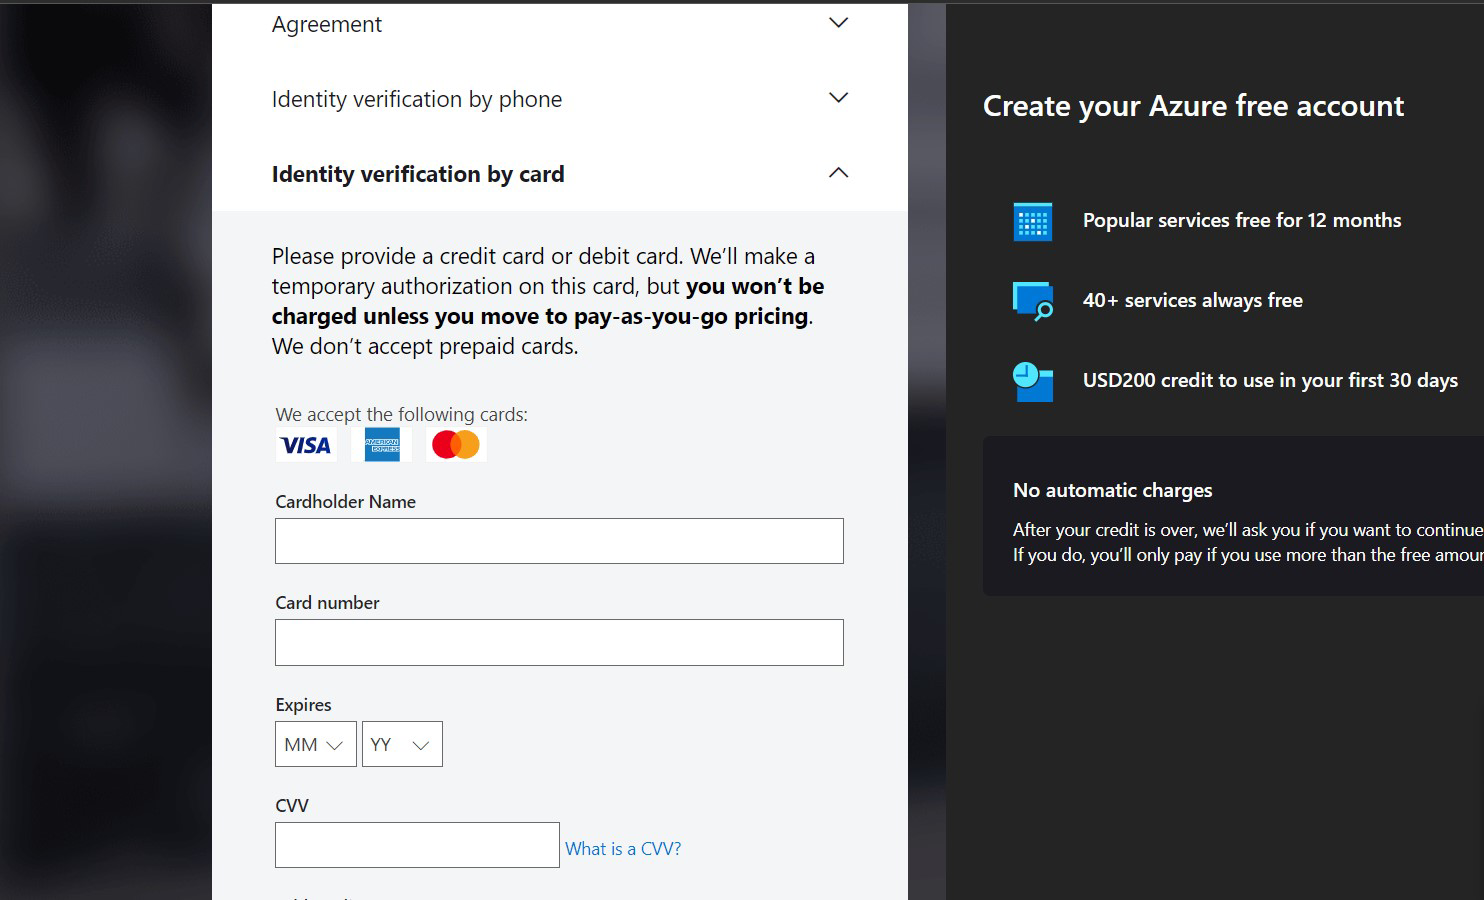 Agreement
Identity verification by phone
Identity verification by card
Please provide a credit card or debit card. We’ll make a
temporary authorization on this card, but you won’t be
charged unless you move to pay-as-you-go pricing.
We don’t accept prepaid cards.
We accept the following cards:
VISA
AMERICAN
EXPRESS
Cardholder Name
Card number
Expires
MM
YY
CVV
What is a CVV?
Create your Azure free account
Popular services free for 12 months
40+ services always free
USD200 credit to use in your first 30 days
No automatic charges
After your credit is over, we’ll ask you if you want to continue
If you do, you’ll only pay if you use more than the free